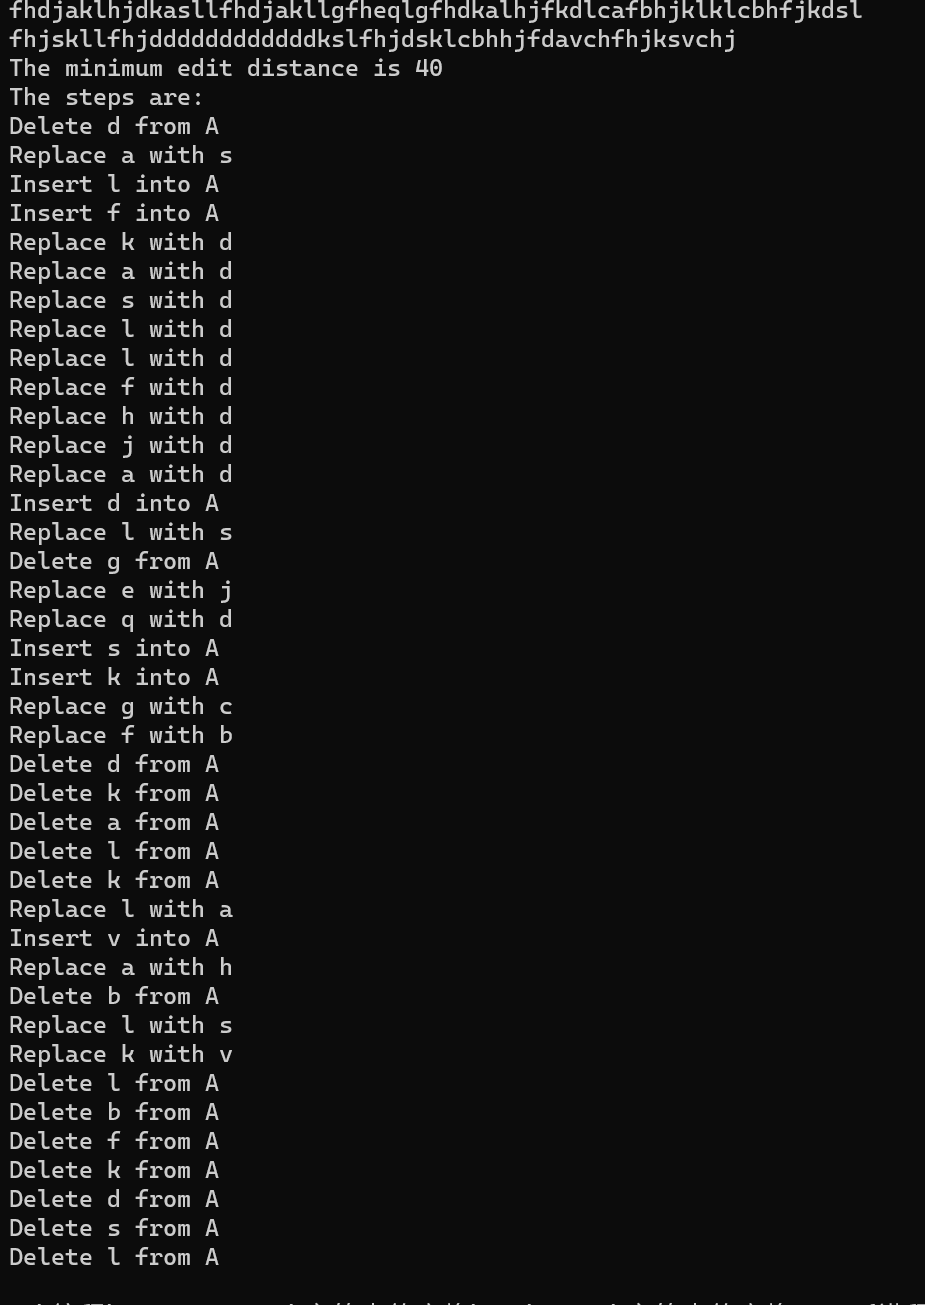 fhdjaklhjdkasllfhdjakllgfheqlgfhdkalhjfkdlcafbhjklklcbhfjkdsl
fhjskllfhjddddddddddddkslfhjdsklcbhhjfdavchfhjksvchj
The minimum edit distance is 40
The steps are:
Delete d from A
Replace a with s
Insert l into A
Insert f into A
Replace k with d
Replace a with d
Replace s with d
Replace l with d
Replace l with d
Replace f with d
Replace h with d
Replace j with d
Replace a with d
Insert d into A
Replace l with s
Delete g from A
Replace e with j
Replace q with d
Insert s into A
Insert k into A
Replace g with c
Replace f with b
Delete d from A
Delete k from A
Delete a from A
Delete l from A
Delete k from A
Replace l with a
Insert v into A
Replace a with h
Delete b from A
Replace l with s
Replace k with v
Delete l from A
Delete b from A
Delete f from A
Delete k from A
Delete d from A
Delete s from A
Delete l from A